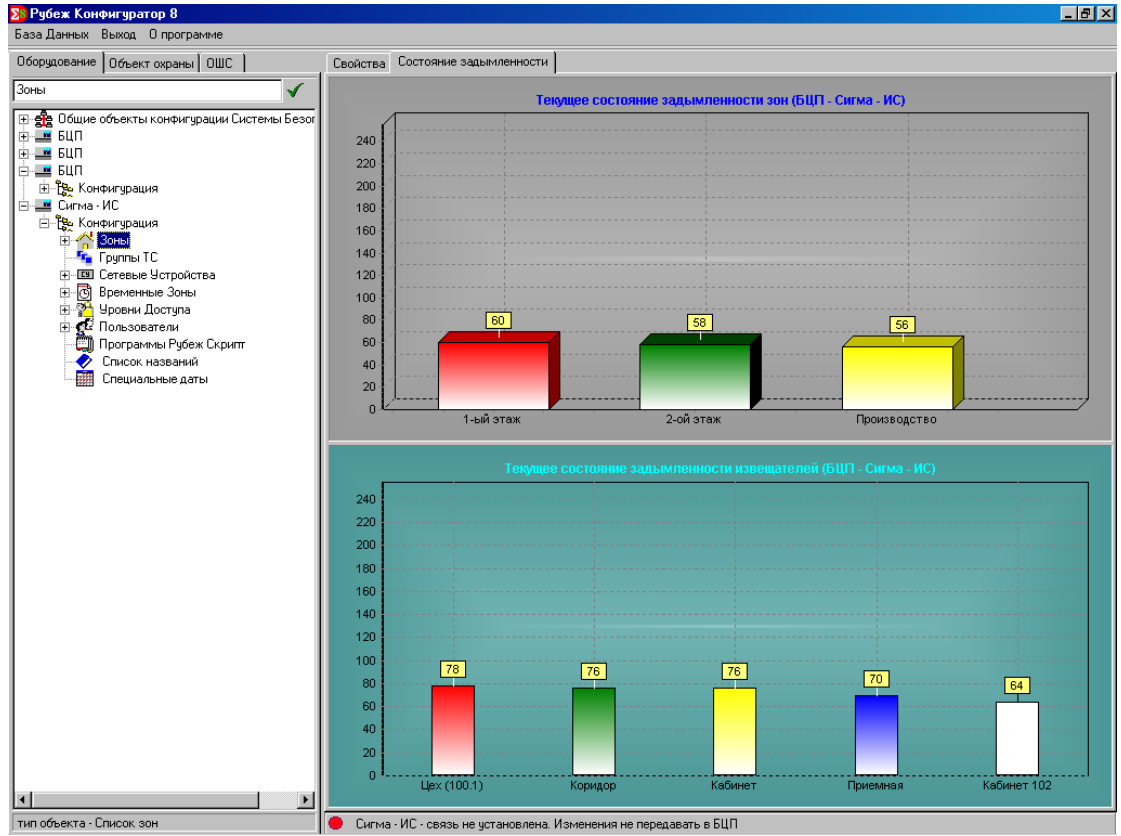 Рубеж Конфигуратор 8
База Данных Выход О программе
Оборудование Объект охраны ОШС
Зоны
Общие объекты конфигурации Системы Безог
БЦП
БЦП
БЦП
Конфигурация
Сигма - ИС
Конфигурация
Зоны
Группы ТС
СУ Сетевые Устройства
Временные Зоны
Уровни Доступа
Пользователи
Программы Рубеж Скрипт
Список названий
Специальные даты
тип объекта - Список зон
Свойства Состояние задымленности
Текущее состояние задымленности зон (БЦП - Сигма - ИС)
240
220
200
180
160
140
120
100
80
60
40
20
0
60 58 56
1-ый этаж 2-ой этаж Производство
Текущее состояние задымленности извещателей (БЦП - Сигма - ИС)
240
220
200
180
160
140
120
100
80
60
40
20
0
78 76 76 70 64
Цех (100.1) Коридор Кабинет Приемная Кабинет 102
Сигма - ИС - связь не установлена. Изменения не передавать в БЦП